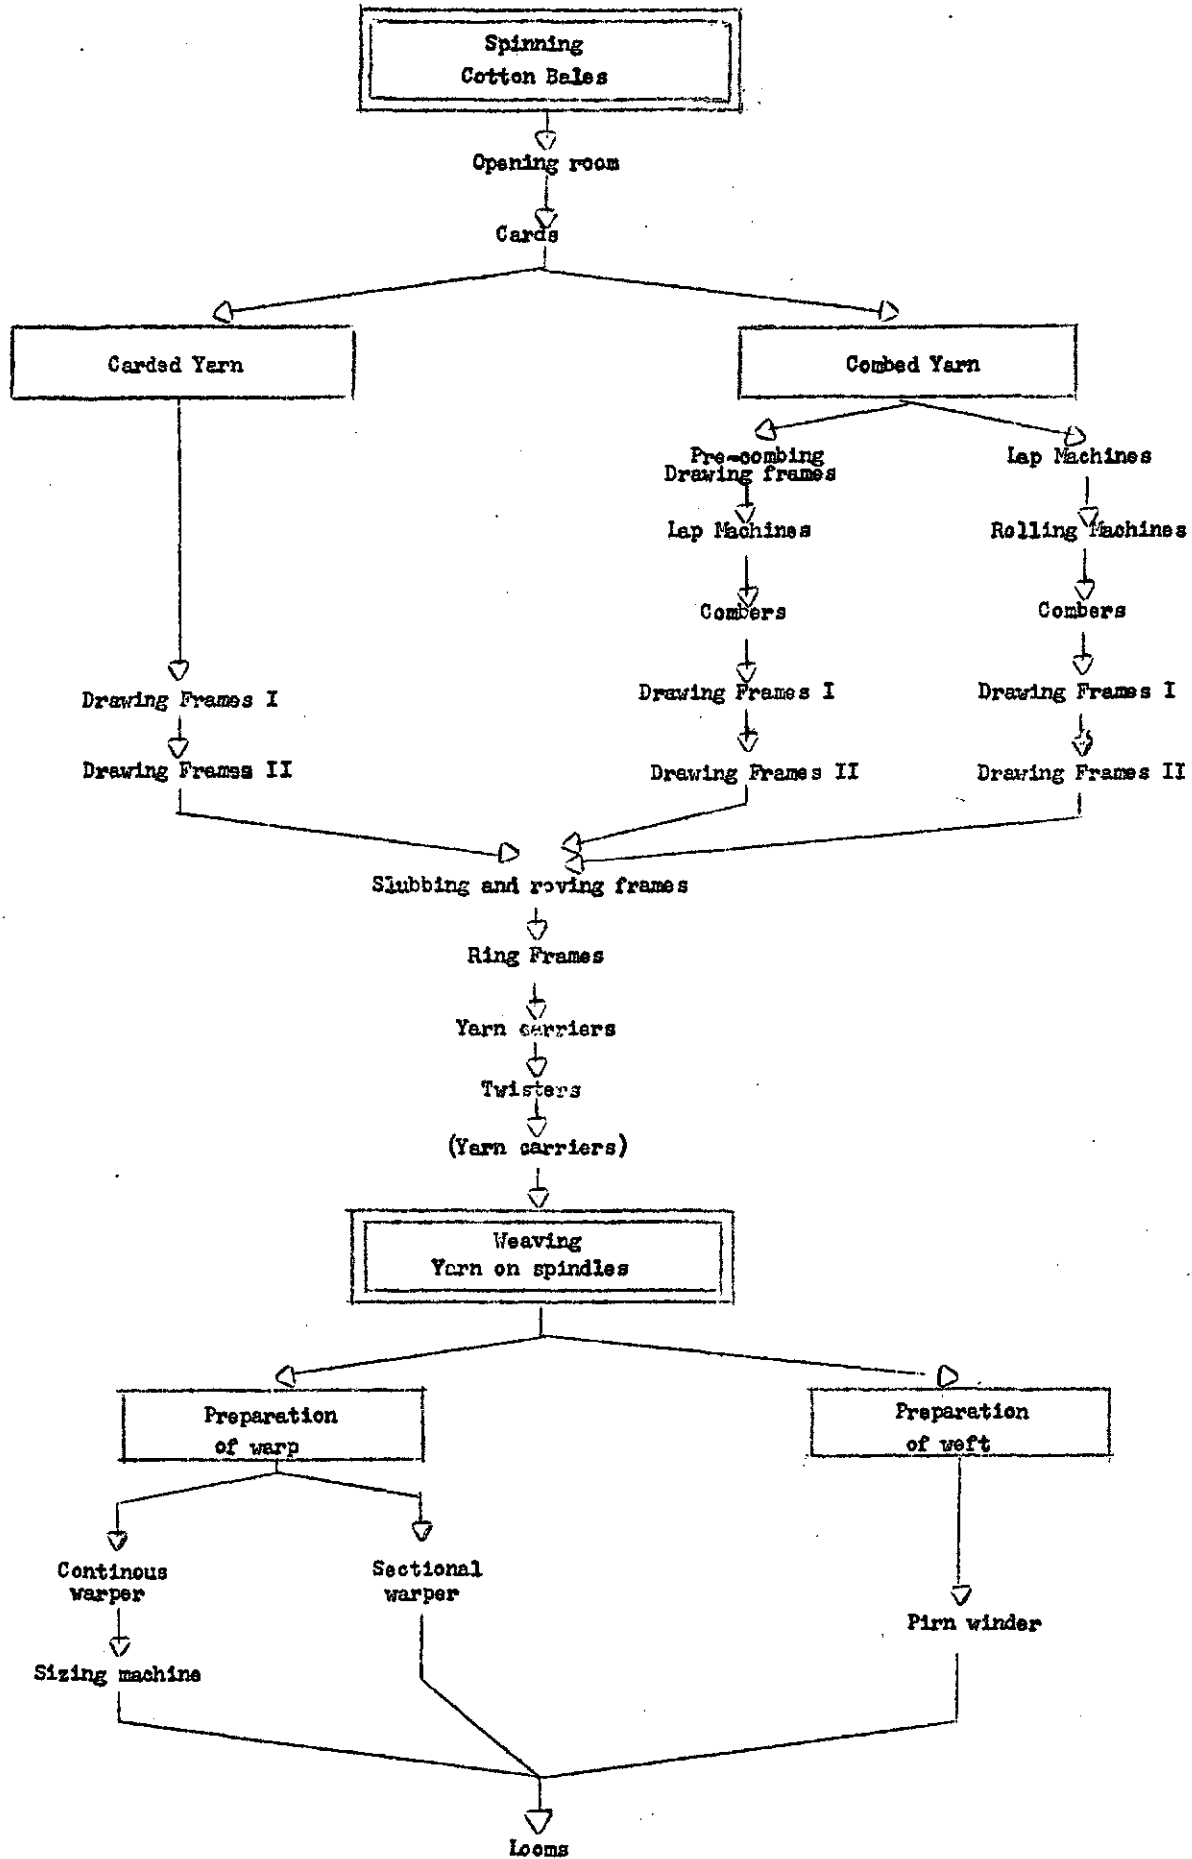 Spinning
Cotton Bales
Opening room
Cards
Carded Yarn
Combed Yarn
Pre-combing
Drawing frames
Lap Machines
Lap Machines
Rolling Machines
Combers
Combers
Drawing Frames I
Drawing Frames I
Drawing Frames I
Drawing Frames II
Drawing Frames II
Drawing Frames II
Slubbing and roving frames
Ring Frames
Yarn carriers
Twisters
(Yarn carriers)
Weaving
Yarn on spindles
Preparation
of warp
Preparation
of weft
Continous
warper
Sectional
warper
Pirn winder
Sizing machine
Looms